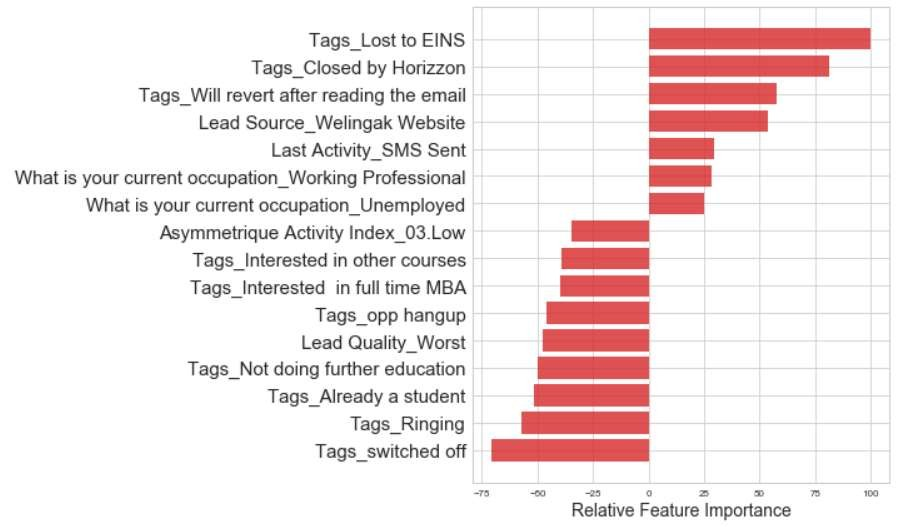 Tags_Lost to EINS
Tags_Closed by Horizzon
Tags_Will revert after reading the email
Lead Source_Welingak Website
Last Activity_SMS Sent
What is your current occupation_Working Professional
What is your current occupation_Unemployed
Asymmetrique Activity Index_03.Low
Tags_Interested in other courses
Tags_Interested  in full time MBA
Tags_opp hangup
Lead Quality_Worst
Tags_Not doing further education
Tags_Already a student
Tags_Ringing
Tags_switched off
−75 −50 −25 0 25 50 75 100
Relative Feature Importance